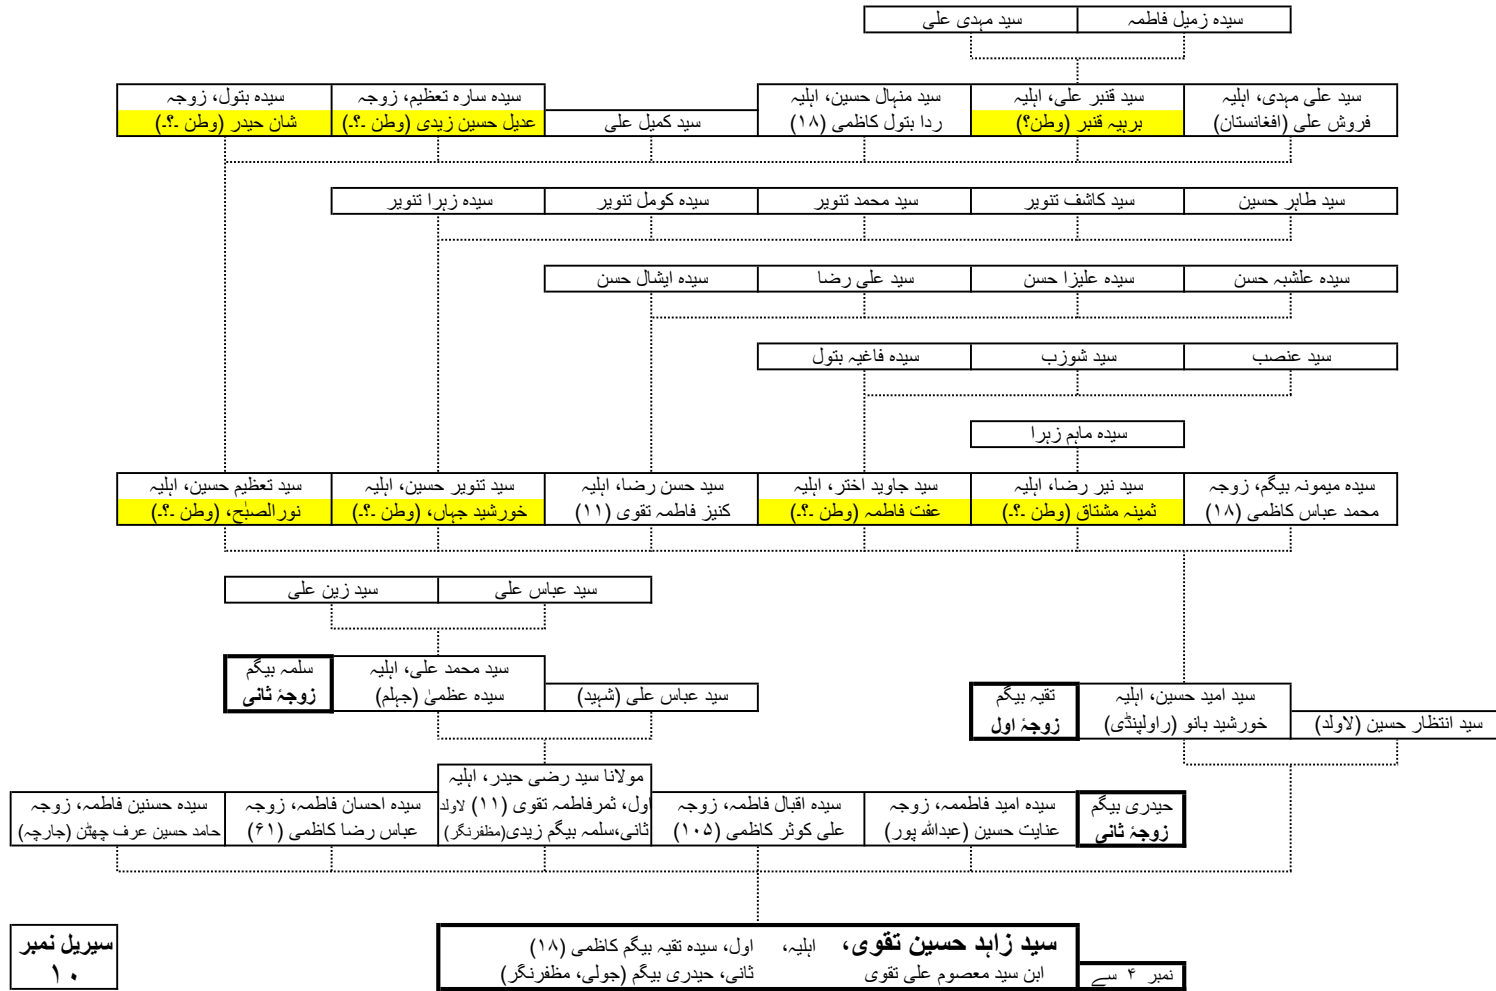 سیدہ زمیل فاطمہ
سید مہدی علی
سید علی مہدی، اہلیہ
فروش علی (افغانستان)
سید قنبر علی، اہلیہ
برہیہ قنبر (وطن؟)
سید منہال حسین، اہلیہ
ردا بتول کاظمی (۱۸)
سید کمیل علی
سیدہ سارہ تعظیم، زوجہ
عدیل حسین زیدی (وطن ۔؟۔)
سیدہ بتول، زوجہ
شان حیدر (وطن ۔؟۔)
سید طاہر حسین
سید کاشف تنویر
سید محمد تنویر
سیدہ کومل تنویر
سیدہ زہرا تنویر
سیدہ علشبہ حسن
سیدہ علیزا حسن
سید علی رضا
سیدہ ایشال حسن
سید عنصب
سید شوزب
سیدہ فاغیہ بتول
سیدہ ماہم زہرا
سیدہ میمونہ بیگم، زوجہ
محمد عباس کاظمی (۱۸)
سید نیر رضا، اہلیہ
ثمینہ مشتاق (وطن ۔؟۔)
سید جاوید اختر، اہلیہ
عفت فاطمہ (وطن ۔؟۔)
سید حسن رضا، اہلیہ
کنیز فاطمہ تقوی (۱۱)
سید تنویر حسین، اہلیہ
خورشید جہاں، (وطن ۔؟۔)
سید تعظیم حسین، اہلیہ
نورالصبٰح، (وطن ۔؟۔)
سید عباس علی
سید زین علی
سید محمد علی، اہلیہ
سیدہ عظمیٰ (جہلم)
سلمہ بیگم
زوجۂ ثانی
سید عباس علی (شہید)
سید انتظار حسین (لاولد)
سید امید حسین، اہلیہ
خورشید بانو (راولپنڈی)
تقیہ بیگم
زوجۂ اول
حیدری بیگم
زوجۂ ثانی
سیدہ امید فاطممہ، زوجہ
عنایت حسین (عبداللہ پور)
سیدہ اقبال فاطمہ، زوجہ
علی کوثر کاظمی (۱۰۵)
مولانا سید رضی حیدر، اہلیہ
اول، ثمرفاطمہ تقوی (۱۱) لاولد
ثانی،سلمہ بیگم زیدی(مظفرنگر)
سیدہ احسان فاطمہ، زوجہ
عباس رضا کاظمی (۶۱)
سیدہ حسنین فاطمہ، زوجہ
حامد حسین عرف چھٹن (جارچہ)
سید زاہد حسین تقوی، اہلیہ، اول، سیدہ تقیہ بیگم کاظمی (۱۸)
ابن سید معصوم علی تقوی ثانی، حیدری بیگم (جولی، مظفرنگر)
نمبر ۴ سے
سیریل نمبر
۱۰